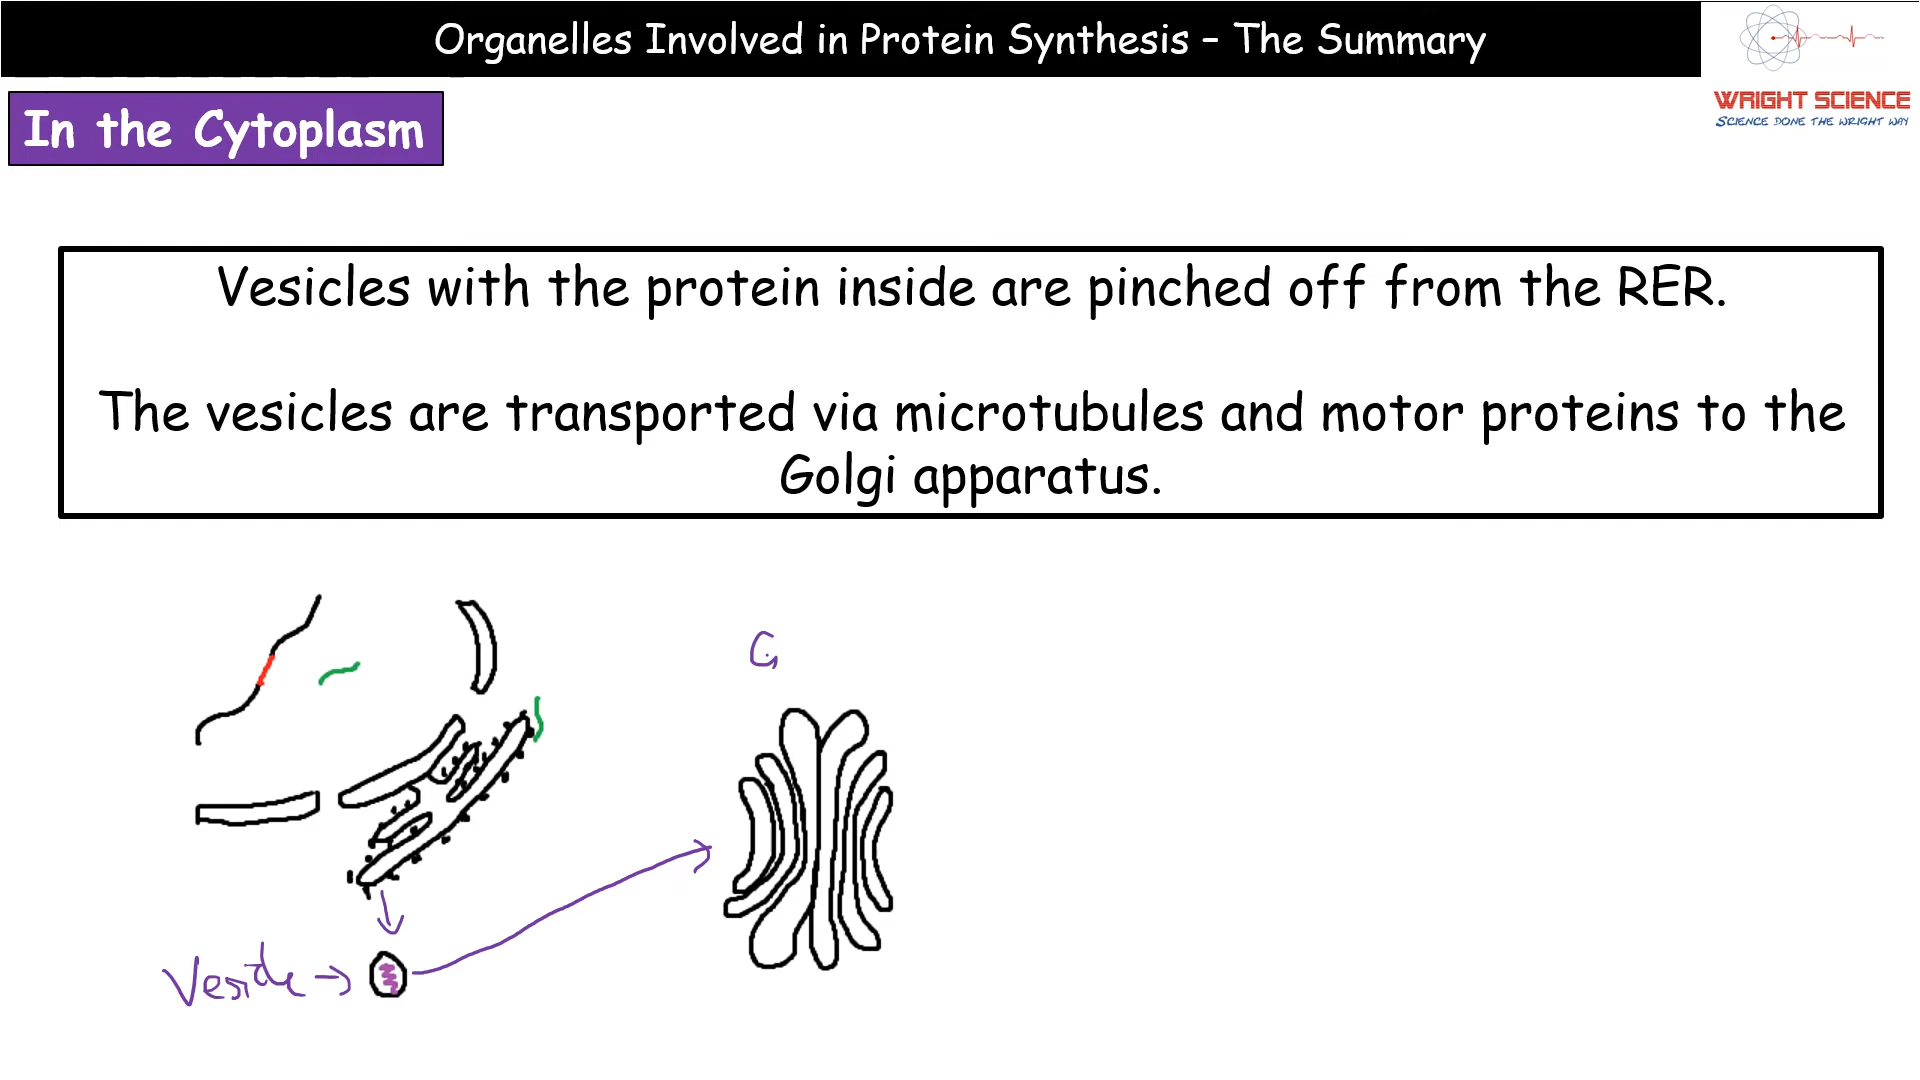 Organelles Involved in Protein Synthesis – The Summary
WRIGHT SCIENCE
SCIENCE DONE THE WRIGHT WAY
In the Cytoplasm
Vesicles with the protein inside are pinched off from the RER.
The vesicles are transported via microtubules and motor proteins to the
Golgi apparatus.
G
Vesicle